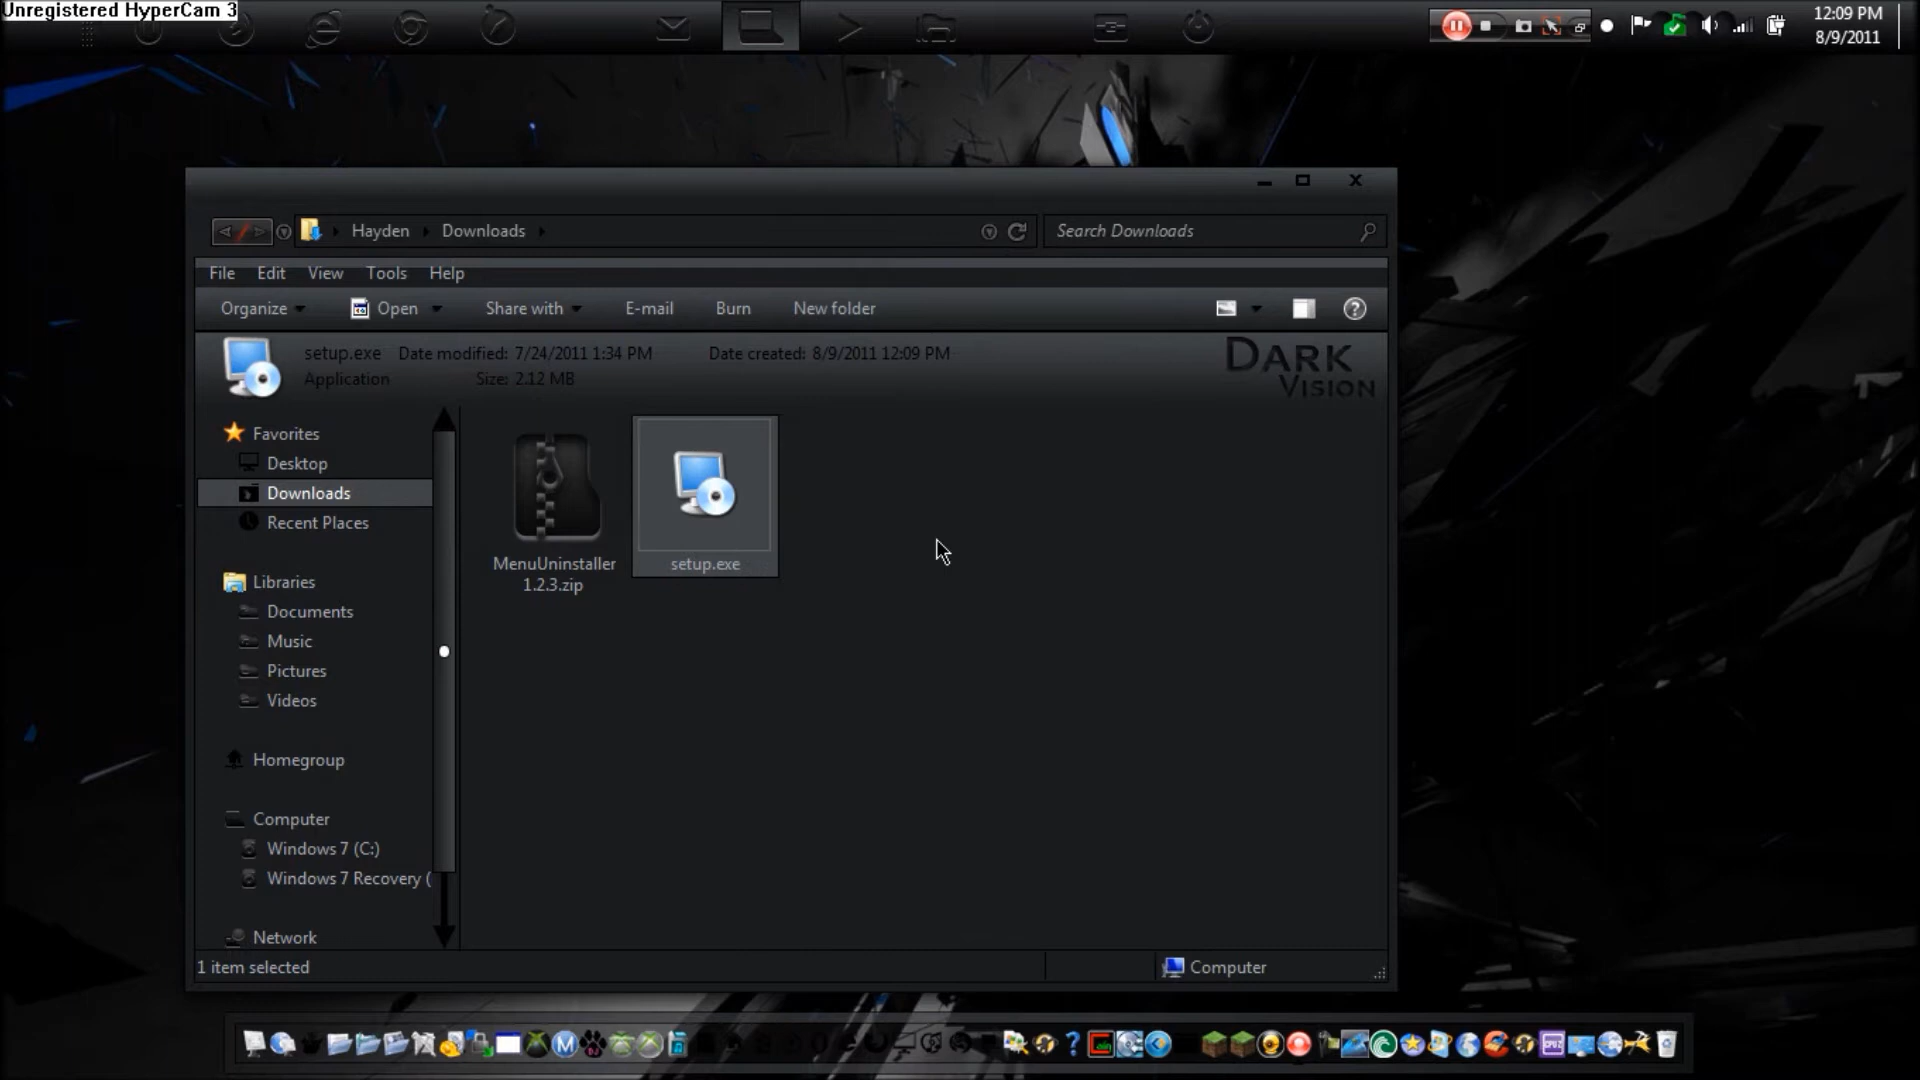 Unregistered HyperCam 3
12:09 PM
8/9/2011
Hayden Downloads
Search Downloads
File Edit View Tools Help
Organize Open Share with E-mail Burn New folder
setup.exe Date modified: 7/24/2011 1:34 PM Date created: 8/9/2011 12:09 PM
Application Size: 2.12 MB
DARK
VISION
Favorites
Desktop
Downloads
Recent Places
Libraries
Documents
Music
Pictures
Videos
Homegroup
Computer
Windows 7 (C:)
Windows 7 Recovery (
Network
MenuUninstaller
1.2.3.zip
setup.exe
1 item selected
Computer